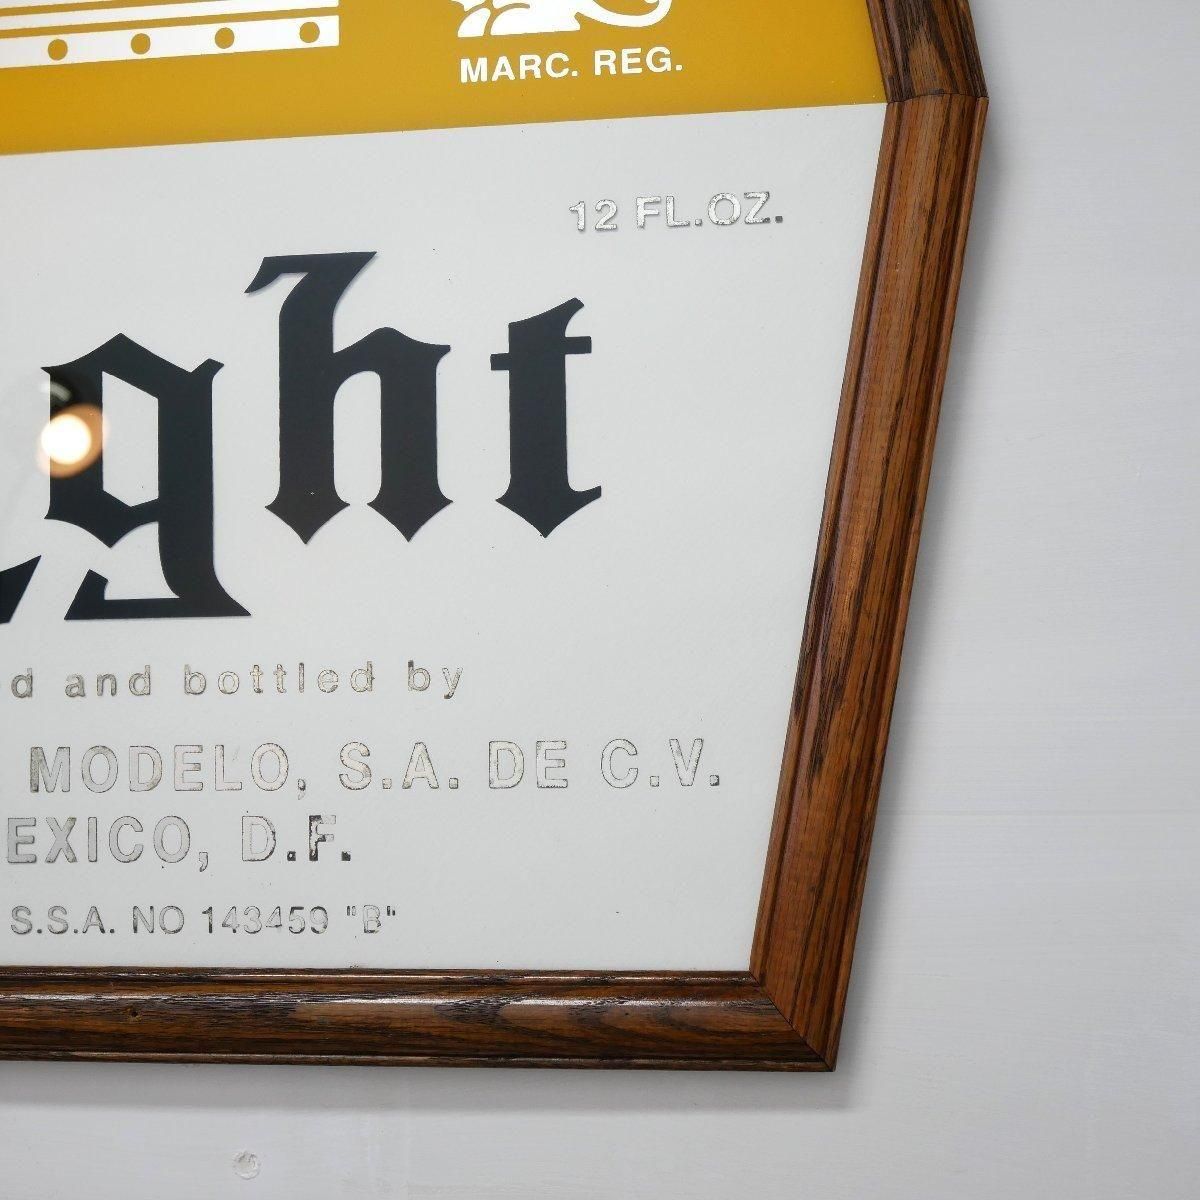 MARC. REG.
12 FL.OZ.
ght
and bottled by
MODELO, S.A. DE C.V.
EXICO, D.F.
S.S.A. NO 143459 "B"